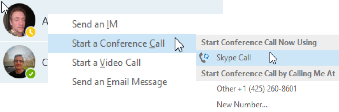 A
Send an IM
Start a Conference Call
Start a Video Call
Send an Email Message
Start Conference Call Now Using
Skype Call
Start Conference Call by Calling Me At
Other +1 (425) 260-8601
New Number...